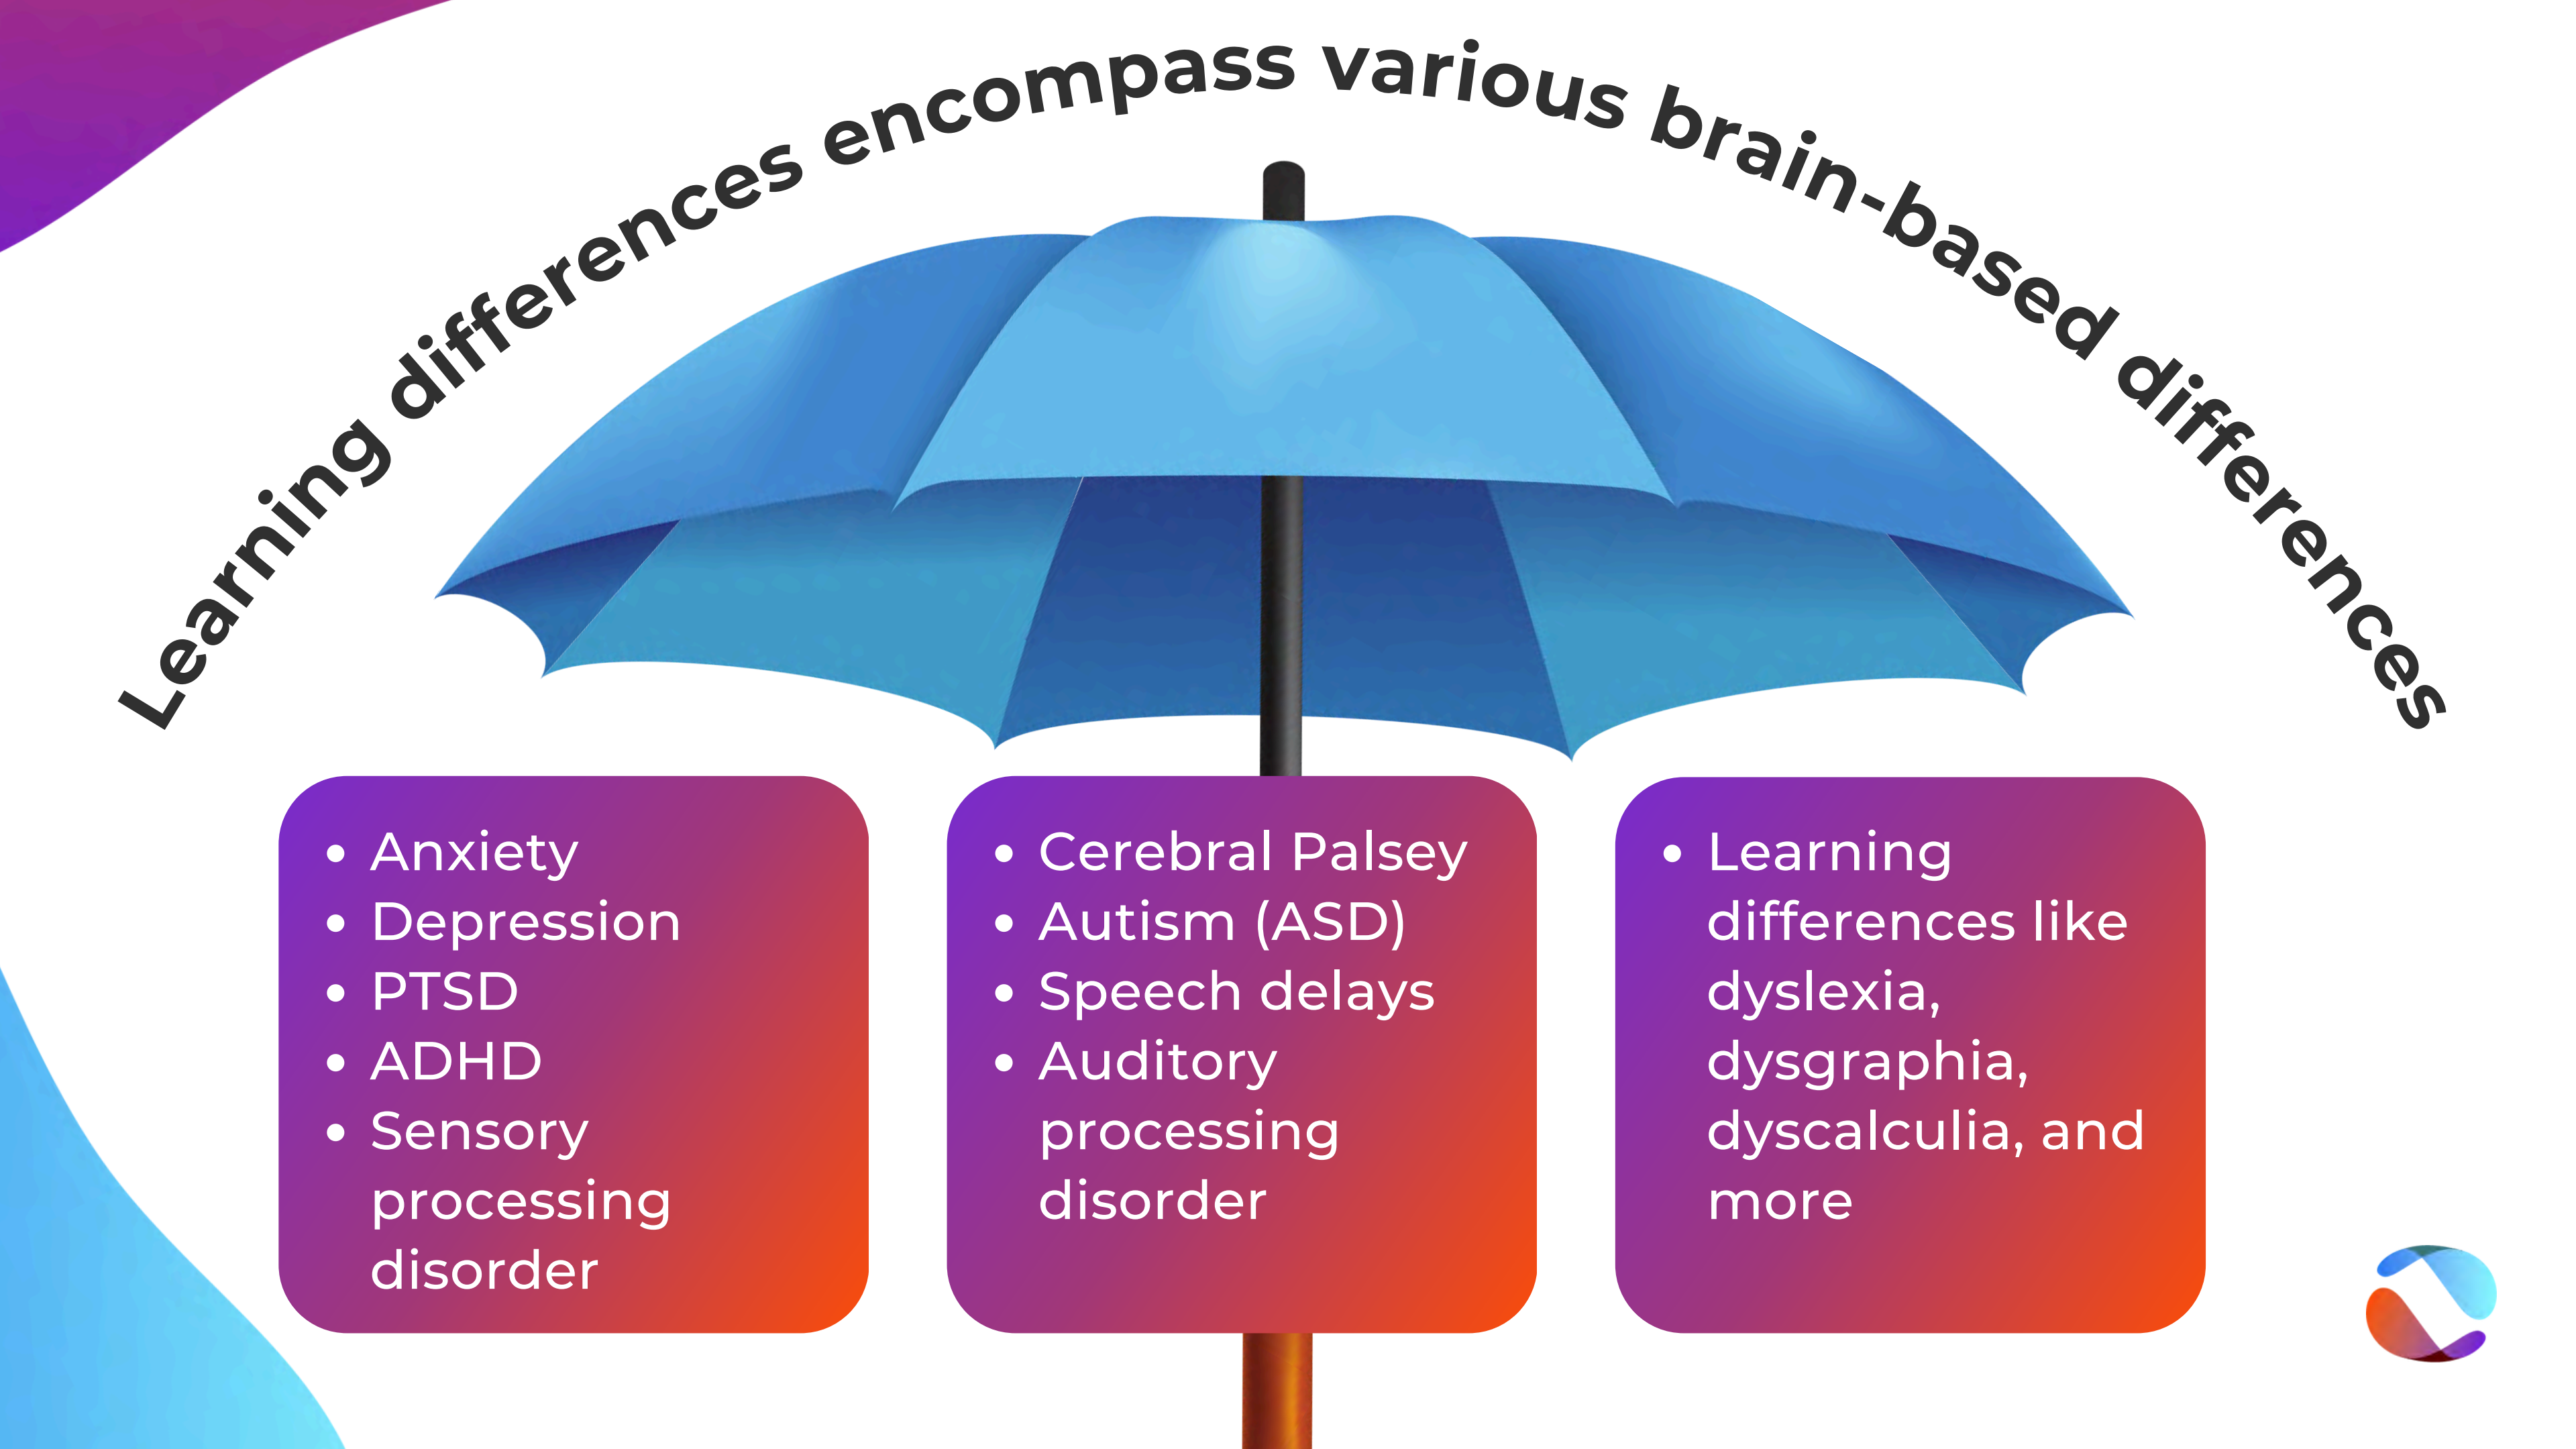 Learning differences encompass various brain-based differences
• Anxiety
• Depression
• PTSD
• ADHD
• Sensory
processing
disorder
• Cerebral Palsey
• Autism (ASD)
• Speech delays
• Auditory
processing
disorder
• Learning
differences like
dyslexia,
dysgraphia,
dyscalculia, and
more